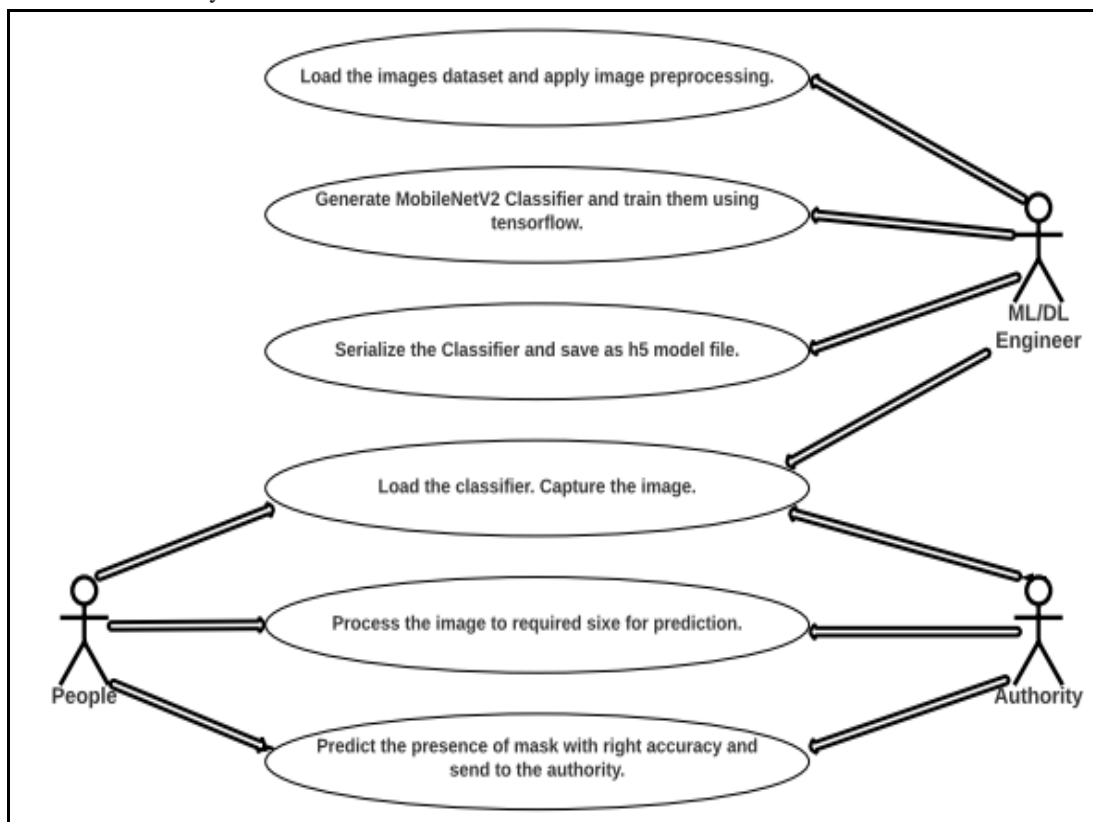 Load the images dataset and apply image preprocessing.
Generate MobileNetV2 Classifier and train them using
tensorflow.
ML/DL
Engineer
Serialize the Classifier and save as h5 model file.
Load the classifier. Capture the image.
Process the image to required sixe for prediction.
People
Authority
Predict the presence of mask with right accuracy and
send to the authority.